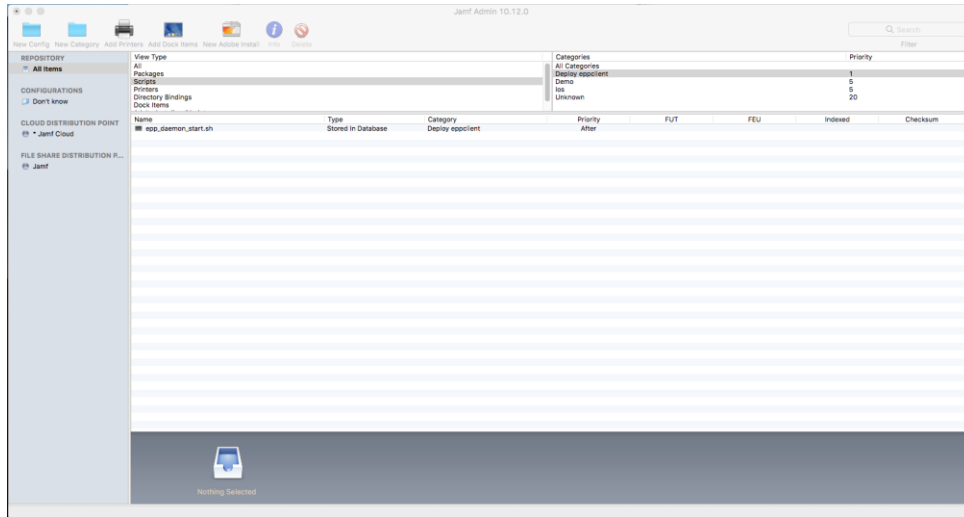 Jamf Admin 10.12.0
New Config New Category Add Printers Add Dock Items New Adobe Install Info Delete
Search
Filter
REPOSITORY
All Items
CONFIGURATIONS
Don't know
CLOUD DISTRIBUTION POINT
* Jamf Cloud
FILE SHARE DISTRIBUTION P...
Jamf
View Type
All
Packages
Scripts
Printers
Directory Bindings
Dock Items
Categories Priority
All Categories
Deploy eppclient 1
Demo 5
Ios 5
Unknown 20
Name Type Category Priority FUT FEU Indexed Checksum
epp_daemon_start.sh Stored In Database Deploy eppclient After
Nothing Selected